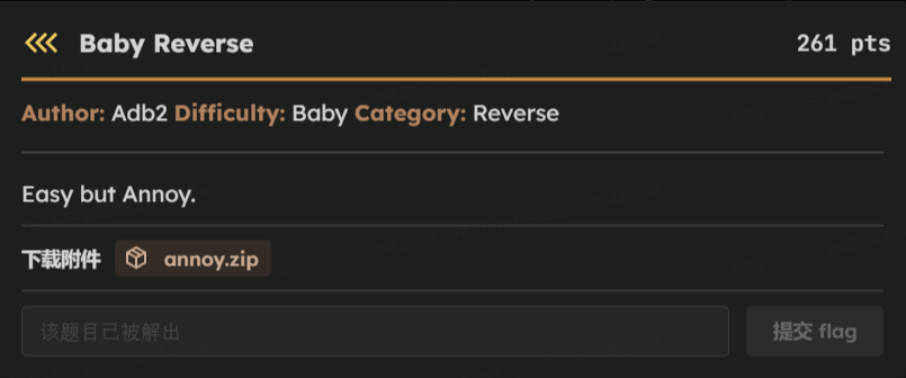 Baby Reverse
261 pts
Author: Adb2 Difficulty: Baby Category: Reverse
Easy but Annoy.
下载附件 annoy.zip
该题目已被解出 提交 flag